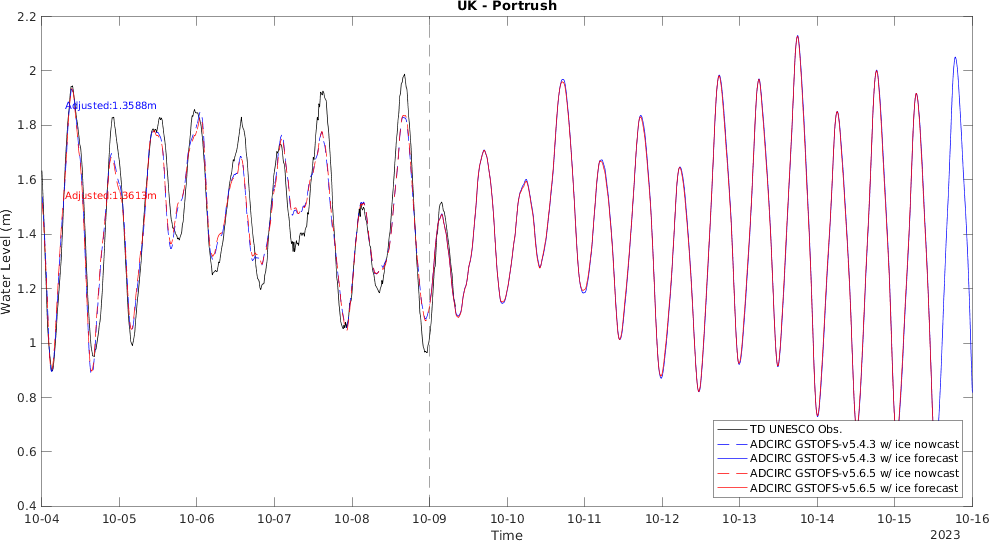 UK - Portrush
2.2
2
1.8
1.6
1.4
1.2
1
0.8
0.6
0.4
Water Level (m)
Adjusted:1.3588m
Adjusted:1.3613m
TD UNESCO Obs.
ADCIRC GSTOFS-v5.4.3 w/ ice nowcast
ADCIRC GSTOFS-v5.4.3 w/ ice forecast
ADCIRC GSTOFS-v5.6.5 w/ ice nowcast
ADCIRC GSTOFS-v5.6.5 w/ ice forecast
10-04 10-05 10-06 10-07 10-08 10-09 10-10 10-11 10-12 10-13 10-14 10-15 10-16
Time
2023